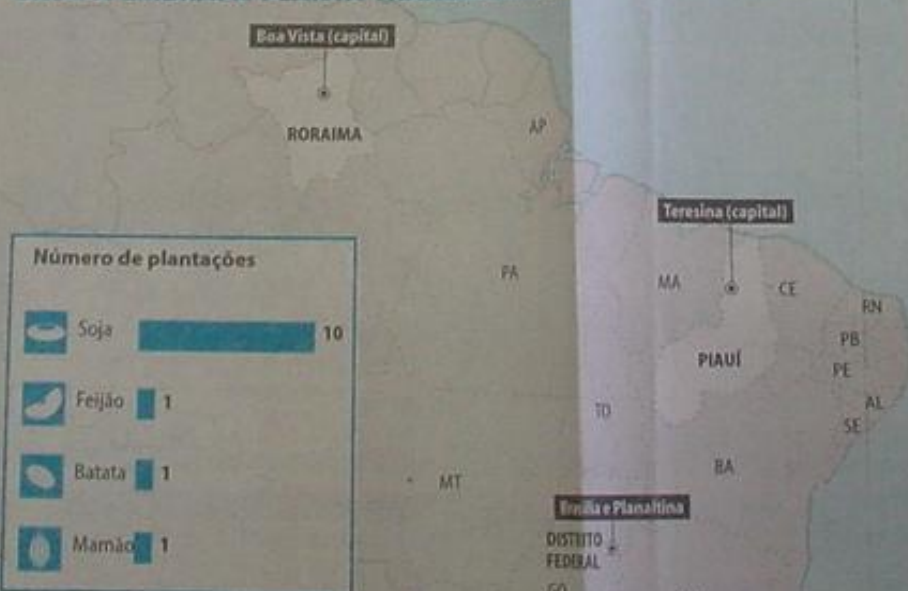 Boa Vista (capital)
RORAIMA
AP
Teresina (capital)
PA
MA
CE
RN
PB
PE
PIAUÍ
AL
SE
TO
BA
MT
e Planaltina
DISTRITO
FEDERAL
GO
Número de plantações
Soja 10
Feijão 1
Batata 1
Mamão 1